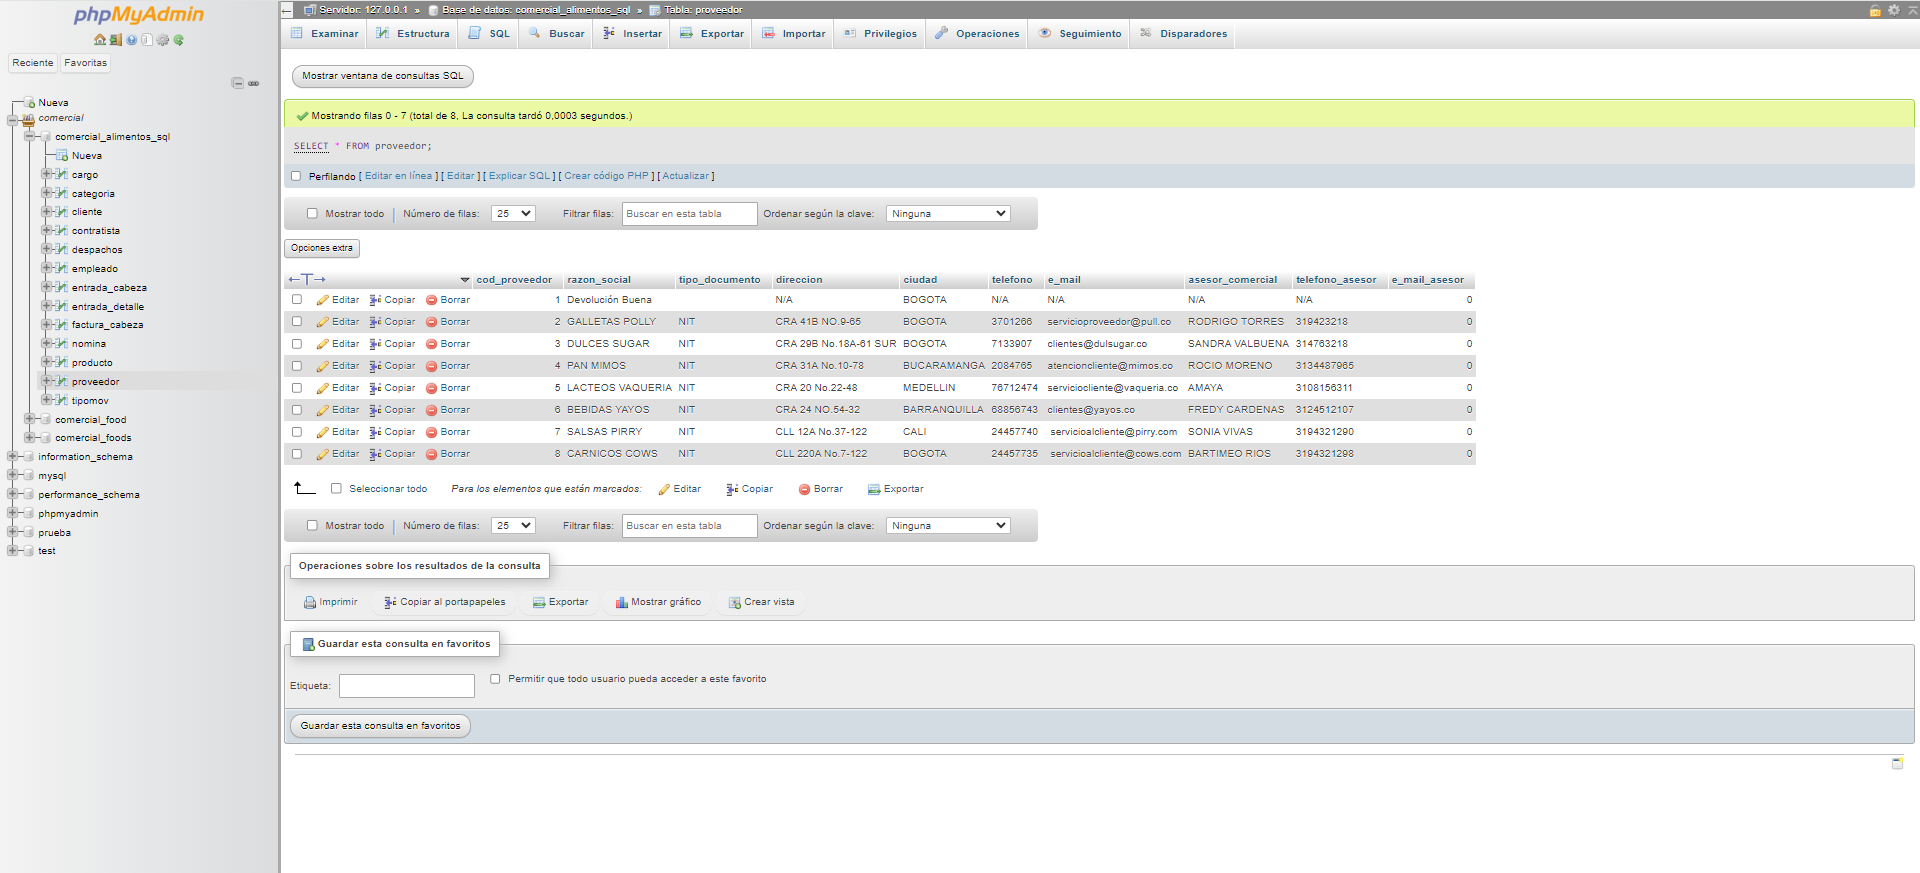 phpMyAdmin
Reciente Favoritas
Nueva
comercial
comercial_alimentos_sql
Nueva
cargo
categoria
cliente
contratista
despachos
empleado
entrada_cabeza
entrada_detalle
factura_cabeza
nomina
producto
proveedor
tipomov
comercial_food
comercial_foods
information_schema
mysql
performance_schema
phpmyadmin
prueba
test
Servidor: 127.0.0.1 » Base de datos: comercial_alimentos_sql » Tabla: proveedor
Examinar Estructura SQL Buscar Insertar Exportar Importar Privilegios Operaciones Seguimiento Disparadores
Mostrar ventana de consultas SQL
Mostrando filas 0 - 7 (total de 8, La consulta tardó 0,0003 segundos.)
SELECT * FROM proveedor;
Perfilando [ Editar en línea ] [ Editar ] [ Explicar SQL ] [ Crear código PHP ] [ Actualizar ]
Mostrar todo | Número de filas: 25 Filtrar filas: Buscar en esta tabla Ordenar según la clave: Ninguna
Opciones extra
←T→ cod_proveedor razon_social tipo_documento direccion ciudad telefono e_mail asesor_comercial telefono_asesor e_mail_asesor
Editar Copiar Borrar 1 Devolución Buena N/A BOGOTA N/A N/A N/A N/A 0
Editar Copiar Borrar 2 GALLETAS POLLY NIT CRA 41B NO.9-65 BOGOTA 3701266 servicioproveedor@pull.co RODRIGO TORRES 319423218 0
Editar Copiar Borrar 3 DULCES SUGAR NIT CRA 29B No.18A-61 SUR BOGOTA 7133907 clientes@dulsugar.co SANDRA VALBUENA 314763218 0
Editar Copiar Borrar 4 PAN MIMOS NIT CRA 31A No.10-78 BUCARAMANGA 2084765 atencioncliente@mimos.co ROCIO MORENO 3134487965 0
Editar Copiar Borrar 5 LACTEOS VAQUERIA NIT CRA 20 No.22-48 MEDELLIN 76712474 serviciocliente@vaqueria.co AMAYA 3108156311 0
Editar Copiar Borrar 6 BEBIDAS YAYOS NIT CRA 24 NO.54-32 BARRANQUILLA 68856743 clientes@yayos.co FREDY CARDENAS 3124512107 0
Editar Copiar Borrar 7 SALSAS PIRRY NIT CLL 12A No.37-122 CALI 24457740 servicioalcliente@pirry.com SONIA VIVAS 3194321290 0
Editar Copiar Borrar 8 CARNICOS COWS NIT CLL 220A No.7-122 BOGOTA 24457735 servicioalcliente@cows.com BARTIMEO RIOS 3194321298 0
Seleccionar todo Para los elementos que están marcados: Editar Copiar Borrar Exportar
Mostrar todo | Número de filas: 25 Filtrar filas: Buscar en esta tabla Ordenar según la clave: Ninguna
Operaciones sobre los resultados de la consulta
Imprimir Copiar al portapapeles Exportar Mostrar gráfico Crear vista
Guardar esta consulta en favoritos
Etiqueta: Permitir que todo usuario pueda acceder a este favorito
Guardar esta consulta en favoritos